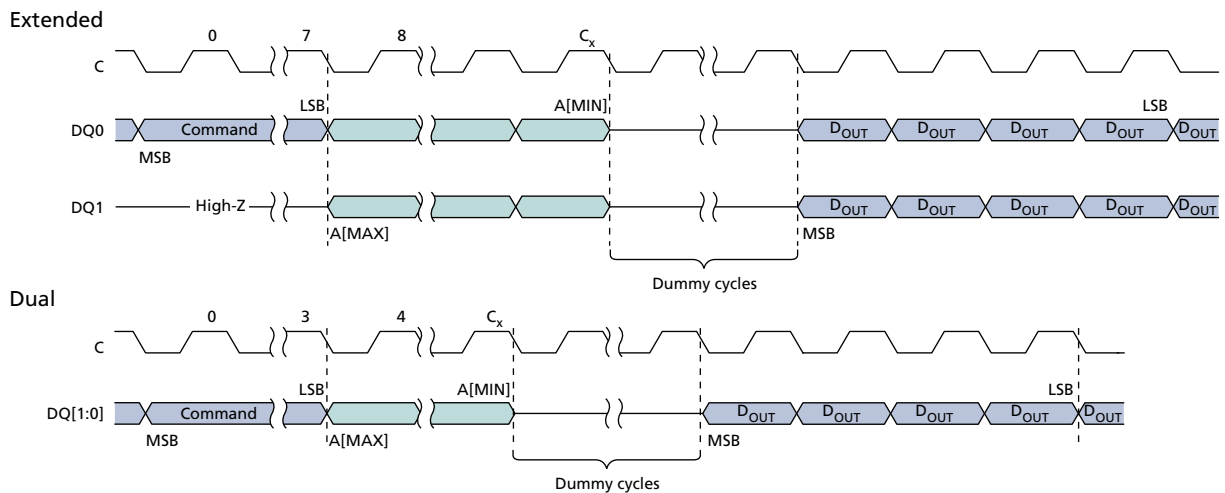 Extended
0 7 8 Cx
C
LSB A[MIN] LSB
DQ0 Command DOUT DOUT DOUT DOUT DOUT
MSB
DQ1 High-Z DOUT DOUT DOUT DOUT DOUT
A[MAX] MSB
Dummy cycles
Dual
0 3 4 Cx
C
LSB A[MIN] LSB
DQ[1:0] Command DOUT DOUT DOUT DOUT DOUT
MSB A[MAX] MSB
Dummy cycles